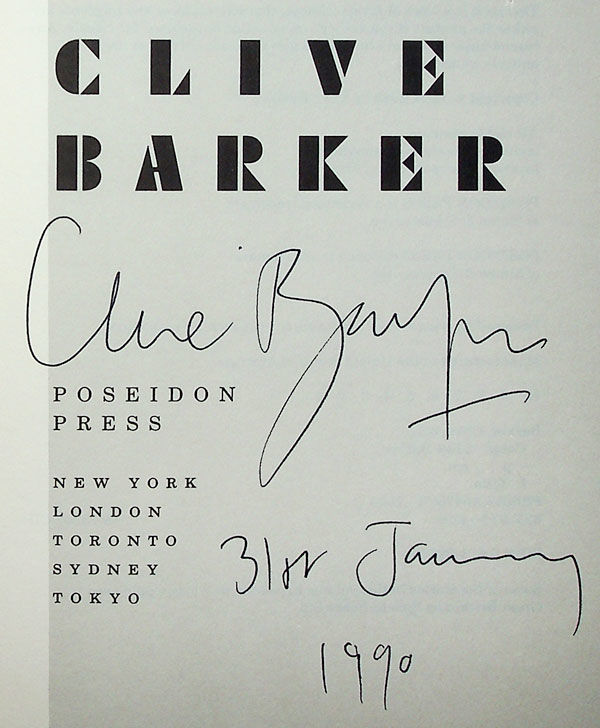 CLIVE
BARKER
Clive Barker
POSEIDON
PRESS
NEW YORK
LONDON
TORONTO
SYDNEY
TOKYO
31st January
1990